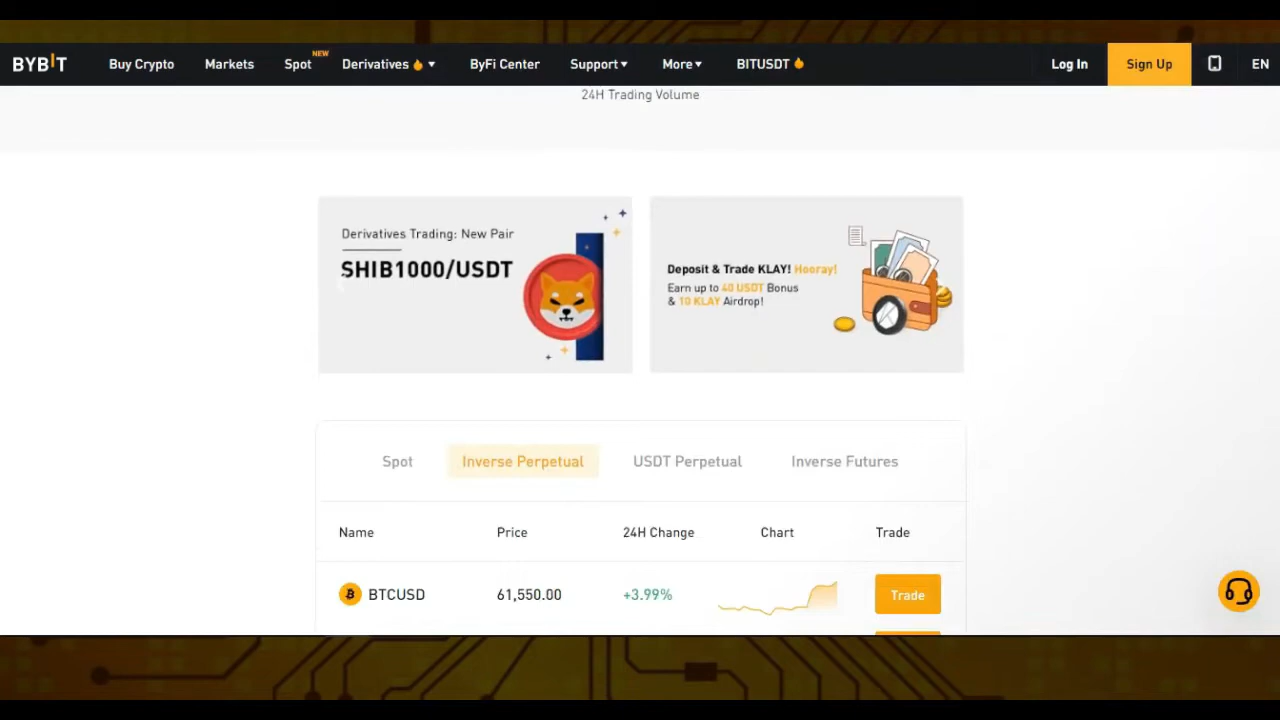 BYBIT Buy Crypto Markets Spot NEW Derivatives ByFi Center Support More BITUSDT Log In Sign Up EN
24H Trading Volume
Derivatives Trading: New Pair
SHIB1000/USDT
Deposit & Trade KLAY! Hooray!
Earn up to 40 USDT Bonus
& 10 KLAY Airdrop!
Spot Inverse Perpetual USDT Perpetual Inverse Futures
Name Price 24H Change Chart Trade
BTCUSD 61,550.00 +3.99% Trade